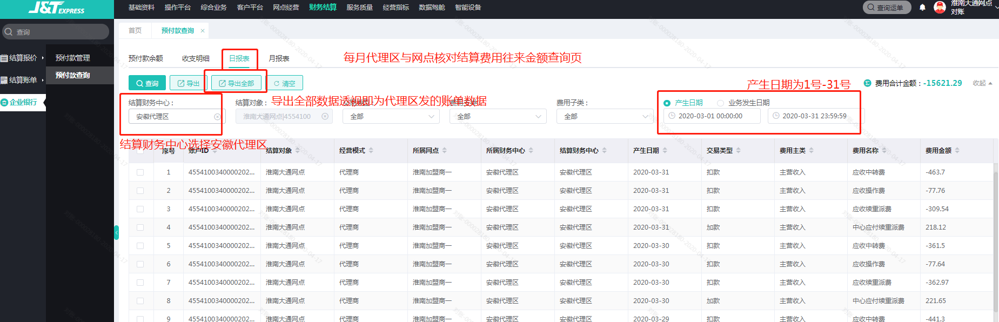 J&T EXPRESS
基础资料 操作平台 综合业务 客户平台 网点经营 财务结算 服务质量 经营指标 数据驾舱 智能设备
查询运单
淮南大通网点
对账
查询
首页 预付款查询
结算报价
结算账单
企业银行
预付款管理
预付款查询
预付款余额 收支明细 日报表 月报表
每月代理区与网点核对结算费用往来金额查询页
查询 导出 导出全部 清空
产生日期为1号-31号
费用合计金额：-15621.29 收起
导出全部数据透视即为代理区发的账单数据
结算财务中心： 结算对象： 费用子类： 产生日期 业务发生日期
安徽代理区 淮南大通网点|4554100 全部 全部 全部 2020-03-01 00:00:00 2020-03-31 23:59:59
结算财务中心选择安徽代理区
序号 账户ID 结算对象 经营模式 所属网点 所属财务中心 结算财务中心 产生日期 交易类型 费用主类 费用名称 费用金额
1 4554100340000202... 淮南大通网点 代理商 淮南加盟商一 安徽代理区 安徽代理区 2020-03-31 扣款 主营收入 应收中转费 -463.7
2 4554100340000202... 淮南大通网点 代理商 淮南加盟商一 安徽代理区 安徽代理区 2020-03-31 扣款 主营收入 应收操作费 -77.76
3 4554100340000202... 淮南大通网点 代理商 淮南加盟商一 安徽代理区 安徽代理区 2020-03-31 扣款 主营收入 应收续重派费 -309.54
4 4554100340000202... 淮南大通网点 代理商 淮南加盟商一 安徽代理区 安徽代理区 2020-03-31 加款 主营收入 中心应付续重派费 218.12
5 4554100340000202... 淮南大通网点 代理商 淮南加盟商一 安徽代理区 安徽代理区 2020-03-30 扣款 主营收入 应收中转费 -361.5
6 4554100340000202... 淮南大通网点 代理商 淮南加盟商一 安徽代理区 安徽代理区 2020-03-30 扣款 主营收入 应收操作费 -77.64
7 4554100340000202... 淮南大通网点 代理商 淮南加盟商一 安徽代理区 安徽代理区 2020-03-30 扣款 主营收入 应收续重派费 -362.97
8 4554100340000202... 淮南大通网点 代理商 淮南加盟商一 安徽代理区 安徽代理区 2020-03-30 加款 主营收入 中心应付续重派费 221.65
9 4554100340000202... 淮南大通网点 代理商 淮南加盟商一 安徽代理区 安徽代理区 2020-03-29 扣款 主营收入 应收中转费 -441.3
对账-00028180-2020-04-17